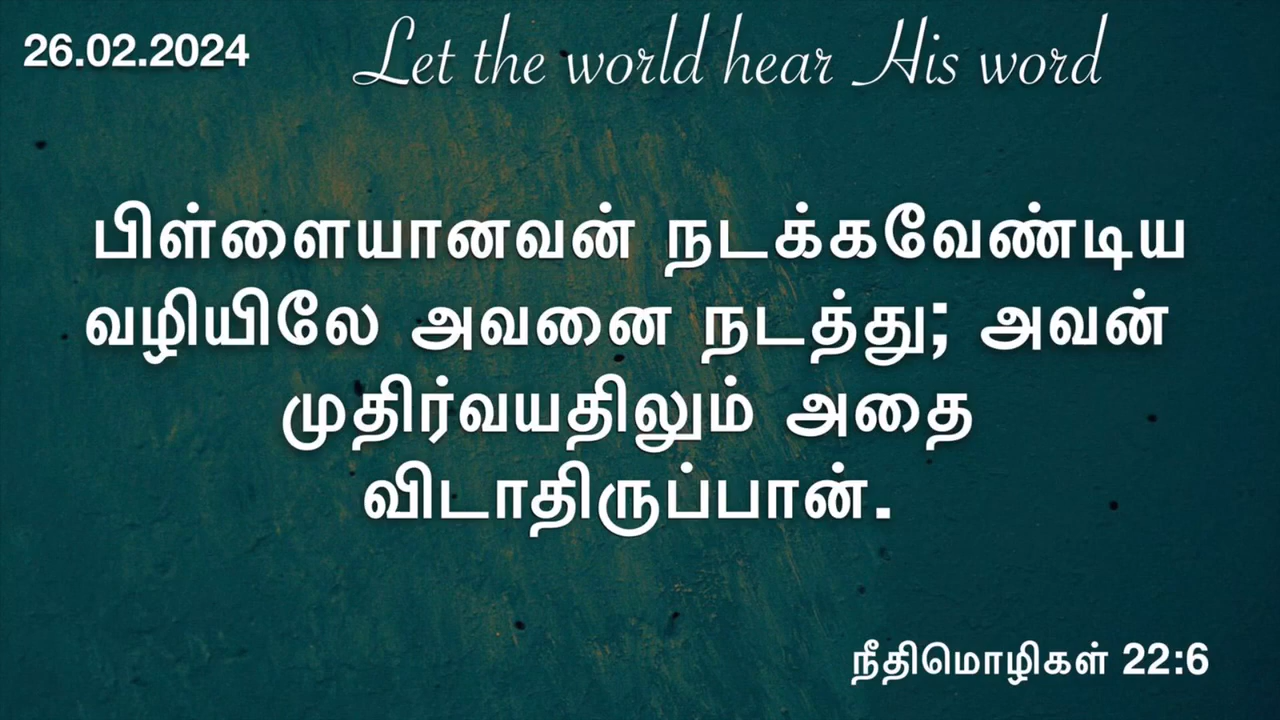 26.02.2024
Let the world hear His word
பிள்ளையானவன் நடக்கவேண்டிய
வழியிலே அவனை நடத்து; அவன்
முதிர்வயதிலும் அதை
விடாதிருப்பான்.
நீதிமொழிகள் 22:6